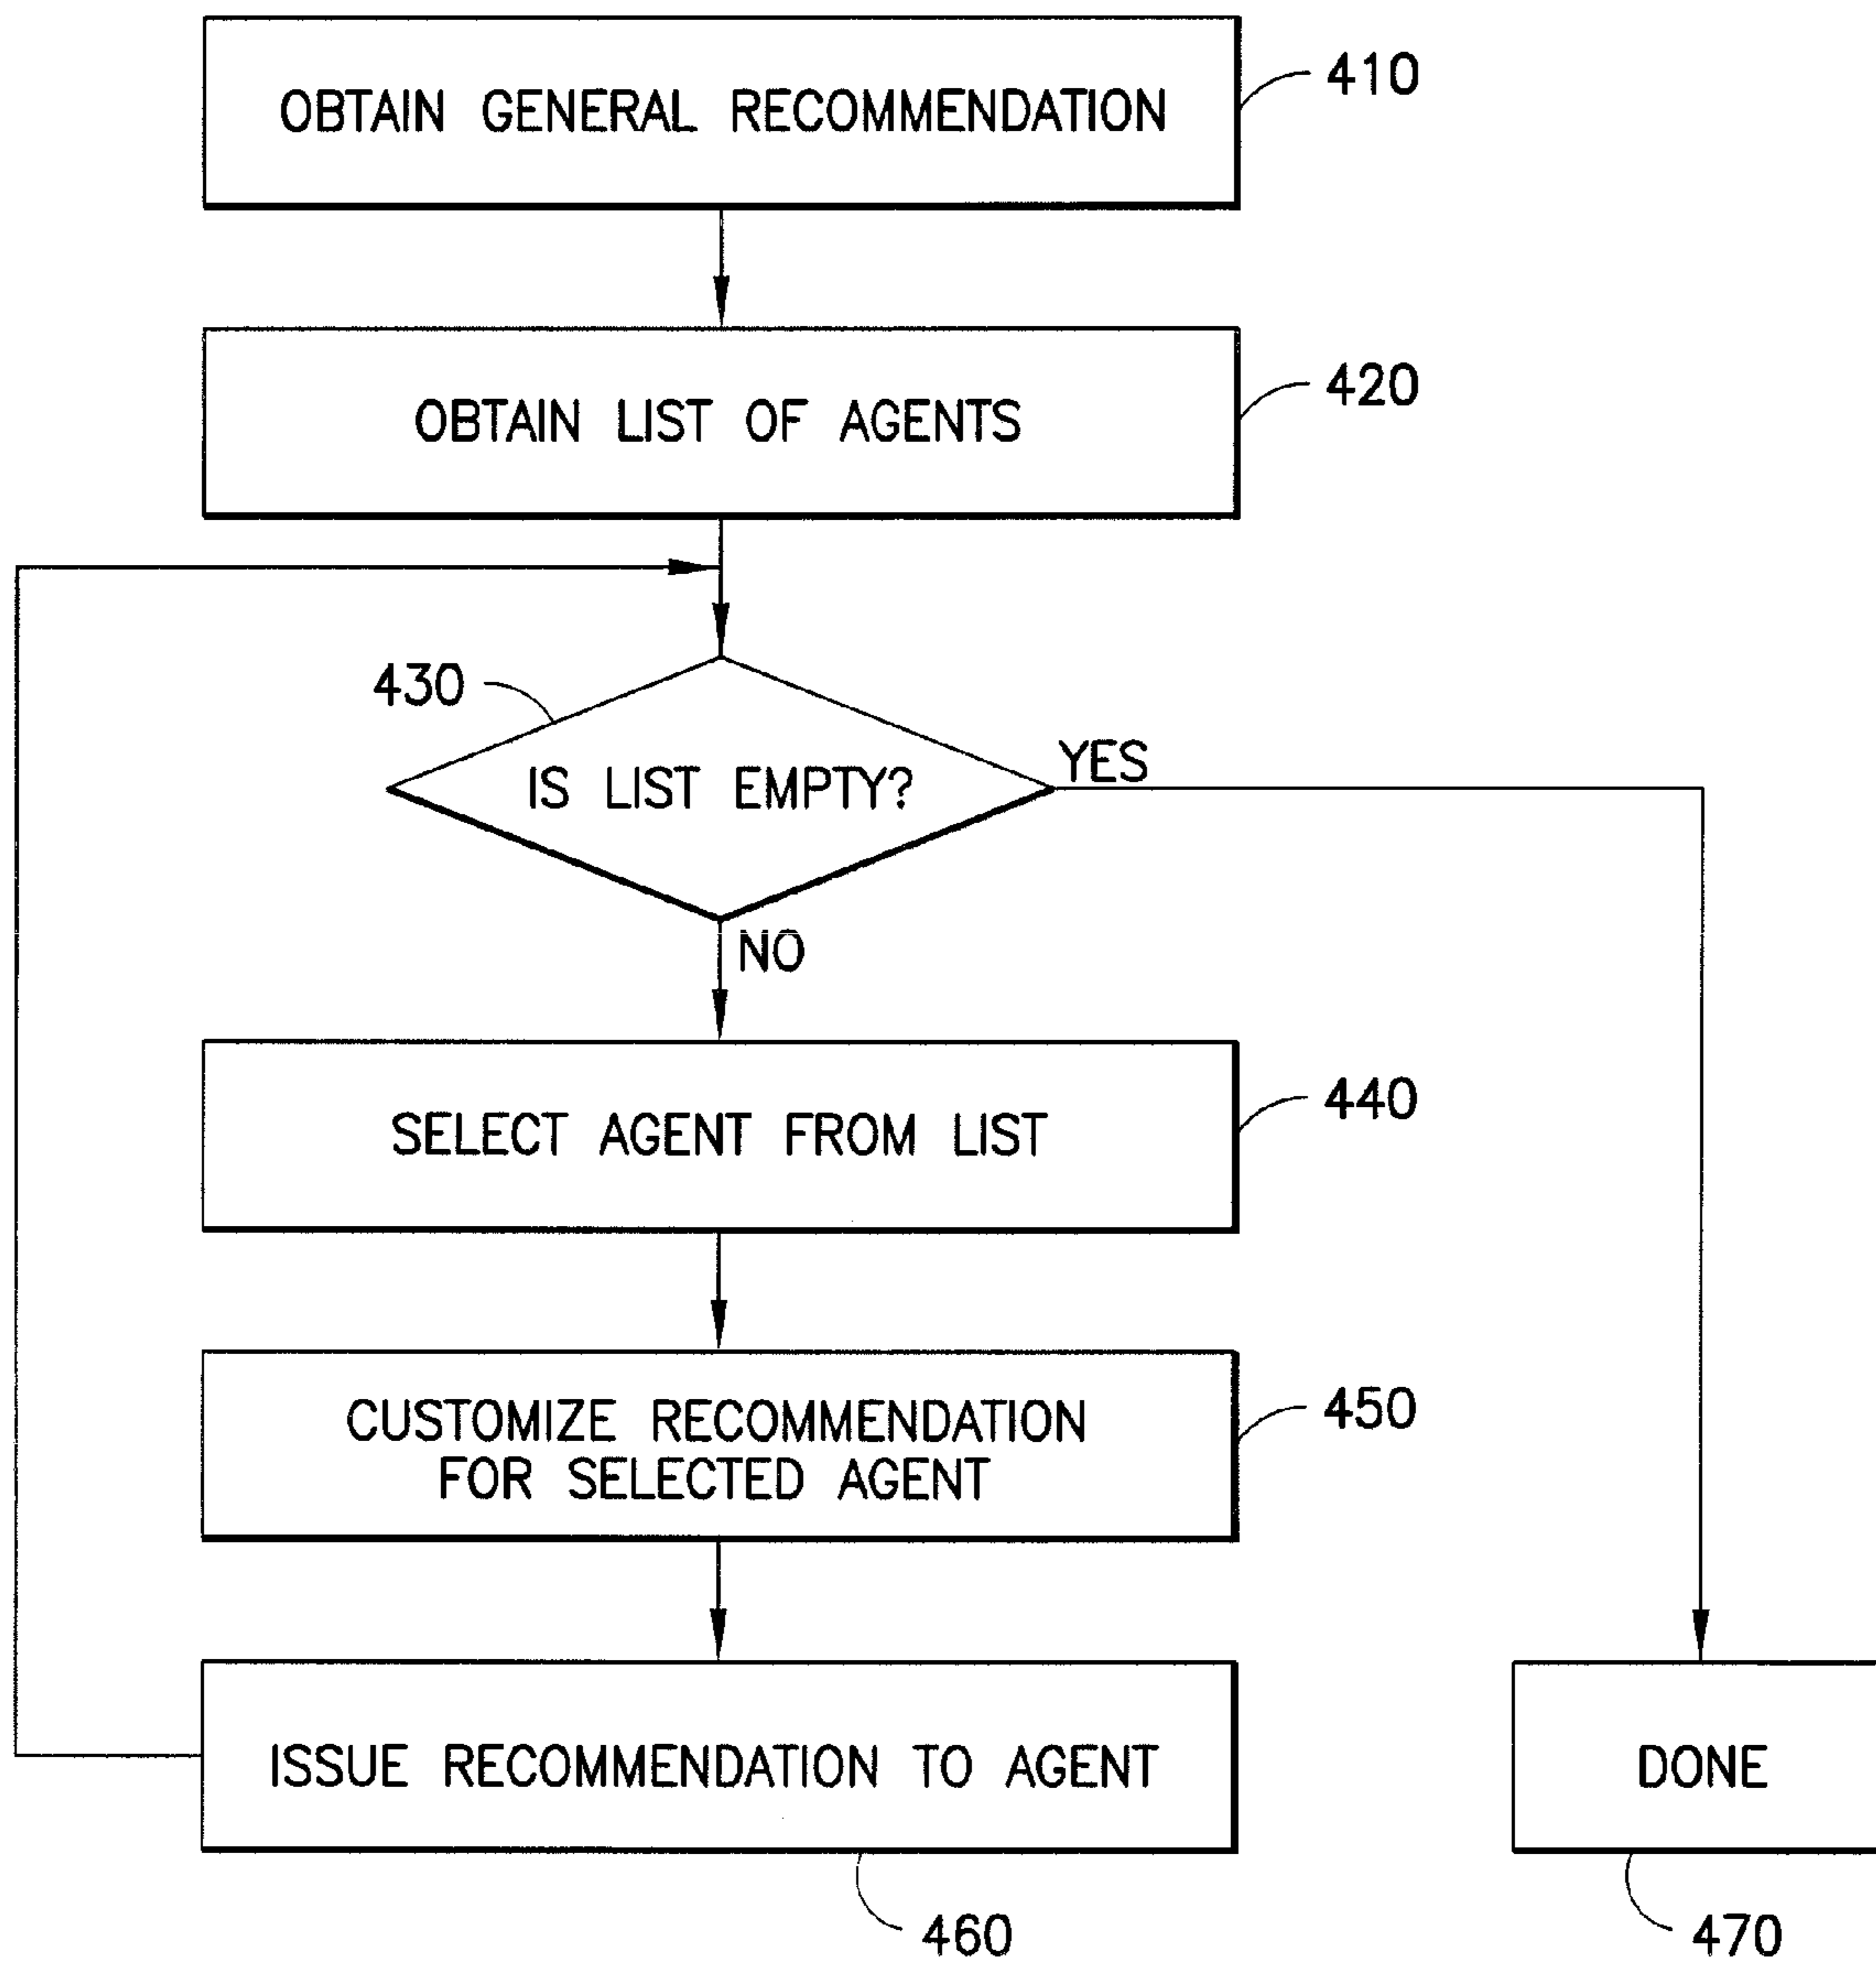 OBTAIN GENERAL RECOMMENDATION
410
OBTAIN LIST OF AGENTS
420
430
IS LIST EMPTY?
YES
NO
SELECT AGENT FROM LIST
440
CUSTOMIZE RECOMMENDATION
FOR SELECTED AGENT
450
ISSUE RECOMMENDATION TO AGENT
460
DONE
470